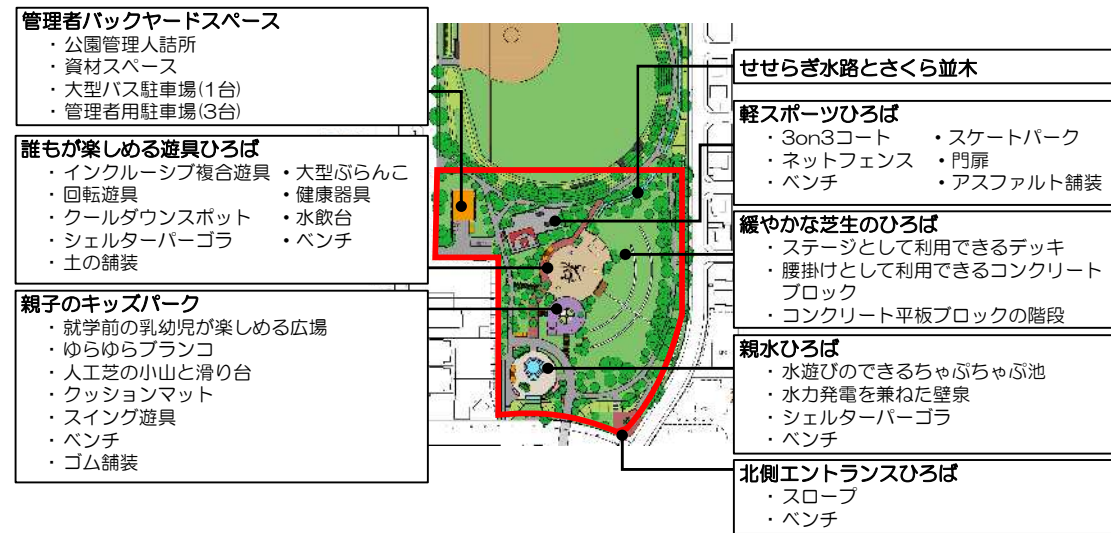 管理者バックヤードスペース
・公園管理人詰所
・資材スペース
・大型バス駐車場(1台)
・管理者用駐車場(3台)
誰もが楽しめる遊具ひろば
・インクルーシブ複合遊具 ・大型ぶらんこ
・回転遊具 ・健康器具
・クールダウンスポット ・水飲台
・シェルターパーゴラ ・ベンチ
・土の舗装
親子のキッズパーク
・就学前の乳幼児が楽しめる広場
・ゆらゆらブランコ
・人工芝の小山と滑り台
・クッションマット
・スイング遊具
・ベンチ
・ゴム舗装
せせらぎ水路とさくら並木
軽スポーツひろば
・3on3コート ・スケートパーク
・ネットフェンス ・門扉
・ベンチ ・アスファルト舗装
緩やかな芝生のひろば
・ステージとして利用できるデッキ
・腰掛けとして利用できるコンクリート
ブロック
・コンクリート平板ブロックの階段
親水ひろば
・水遊びのできるちゃぷちゃぷ池
・水力発電を兼ねた壁泉
・シェルターパーゴラ
・ベンチ
北側エントランスひろば
・スロープ
・ベンチ